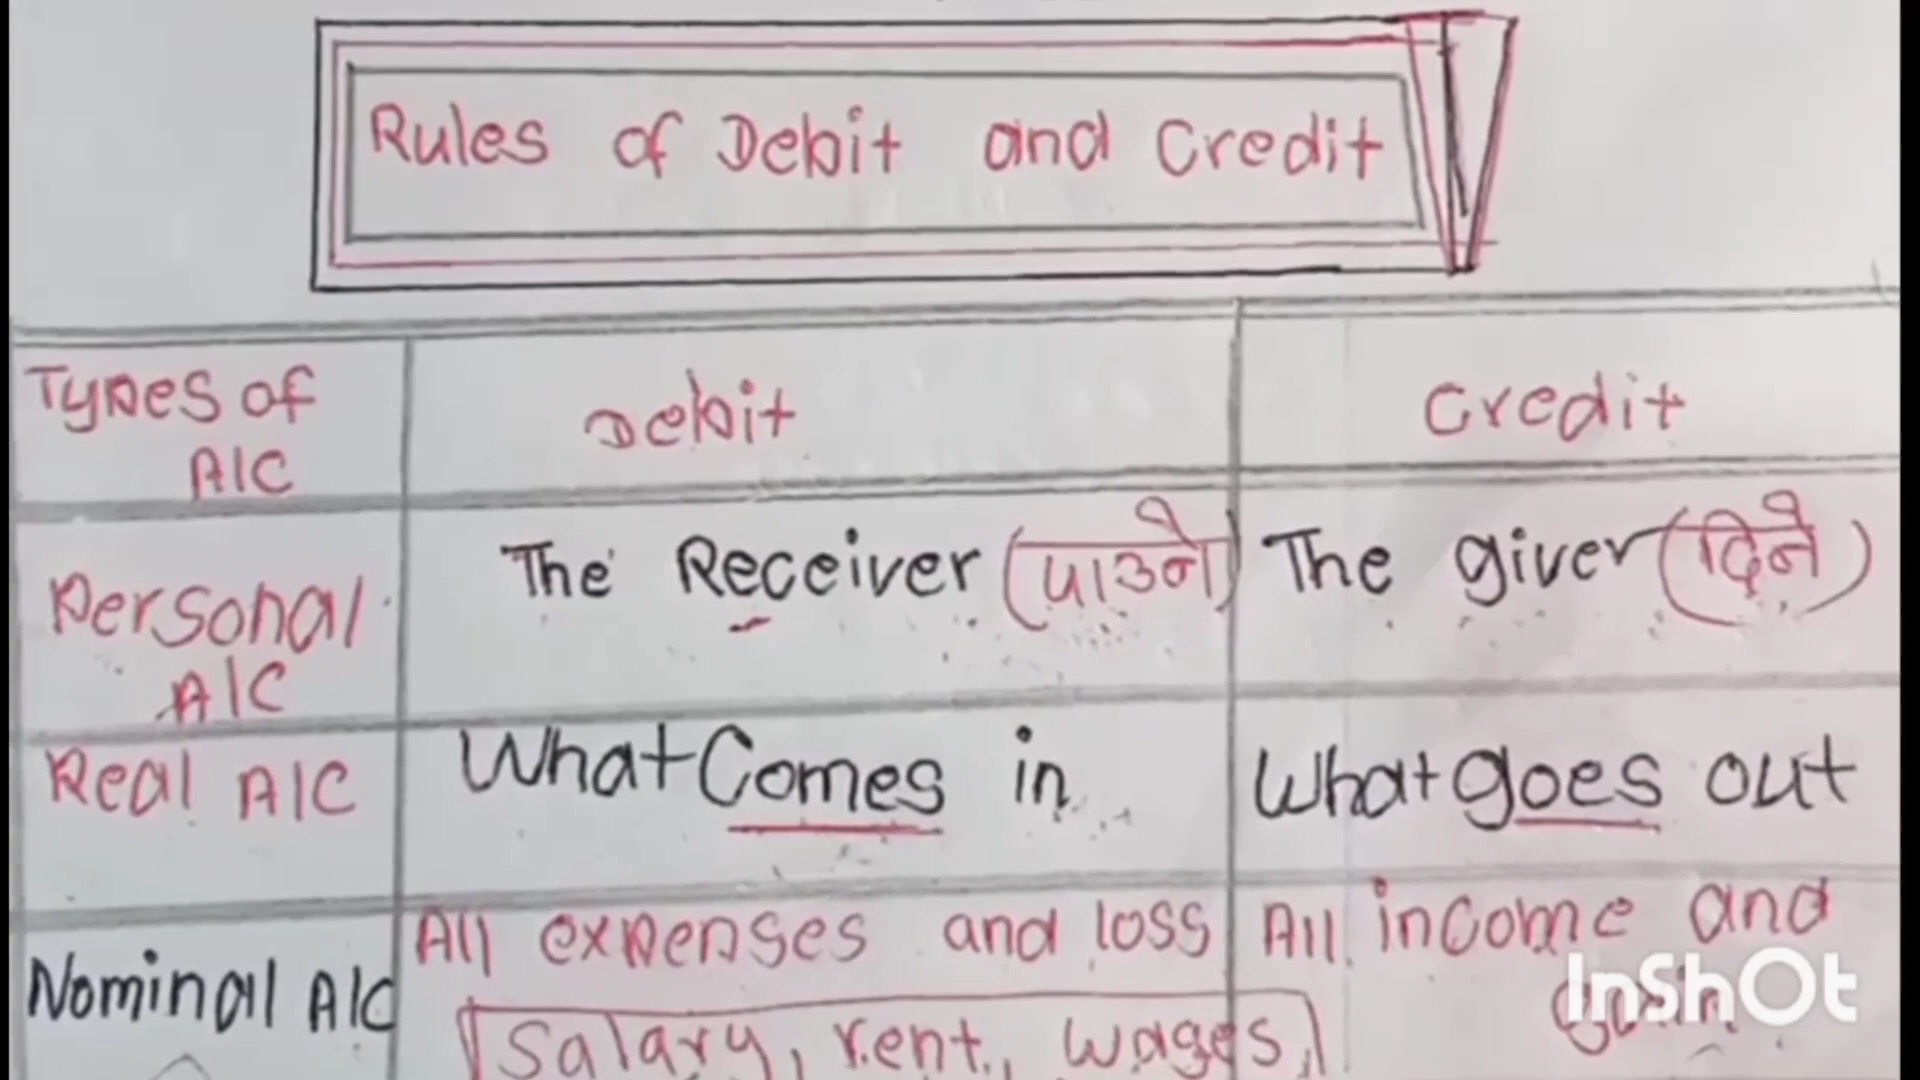 Rules of Debit and Credit
Types of A/C
Debit
Credit
Personal A/C
The Receiver (पाउने)
The giver (दिने)
Real A/C
What Comes in
What goes out
Nominal A/C
All expenses and loss
Salary, rent, wages,
All income and
Gain
InShOt